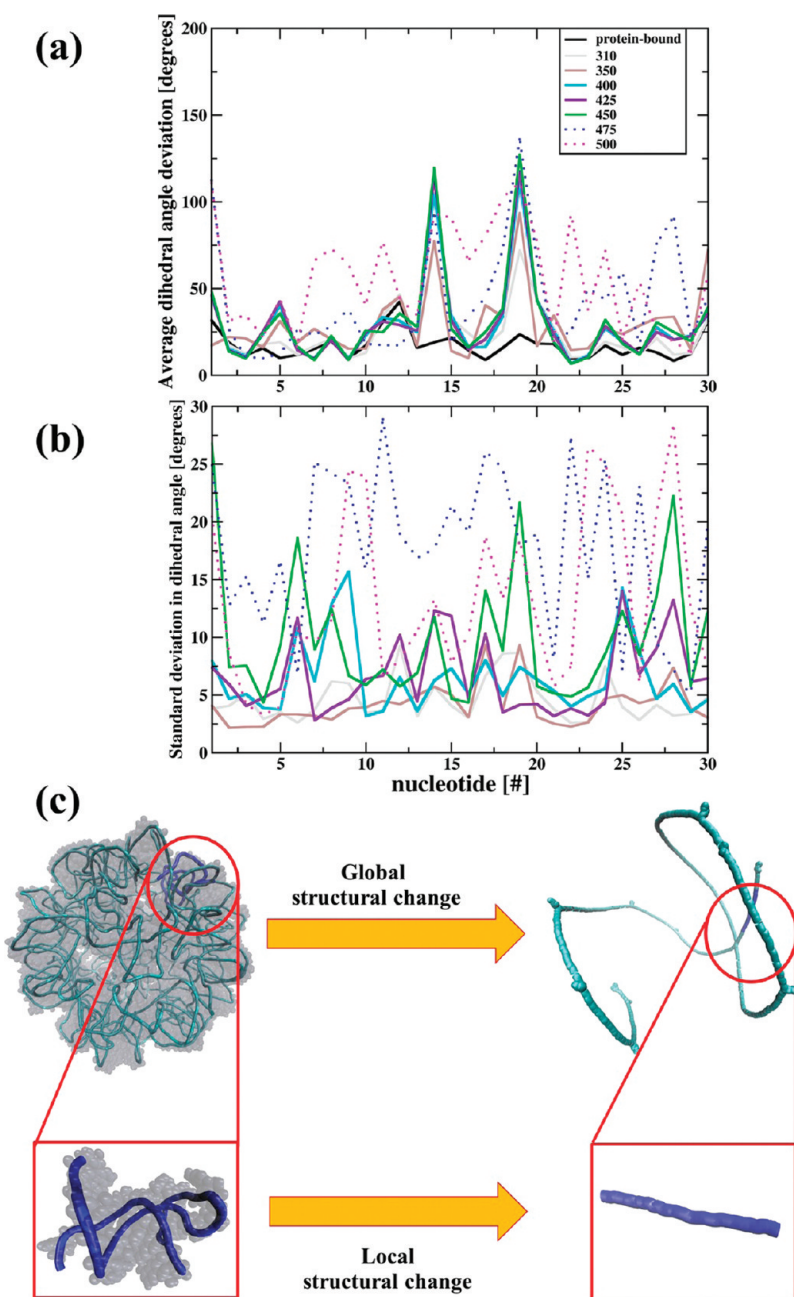 (a)
Average dihedral angle deviation [degrees]
200
150
100
50
0
protein-bound
310
350
400
425
450
475
500
5
10
15
20
25
30
(b)
Standard deviation in dihedral angle [degrees]
30
25
20
15
10
5
0
5
10
15
20
25
30
nucleotide [#]
(c)
Global
structural change
Local
structural change